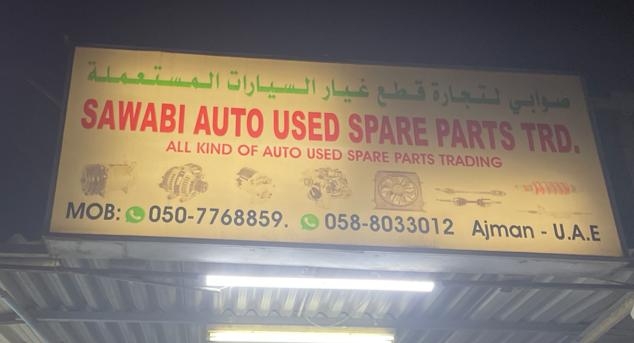 صوابي لتجارة قطع غيار السيارات المستعملة
SAWABI AUTO USED SPARE PARTS TRD.
ALL KIND OF AUTO USED SPARE PARTS TRADING
MOB: 050-7768859. 058-8033012 Ajman - U.A.E